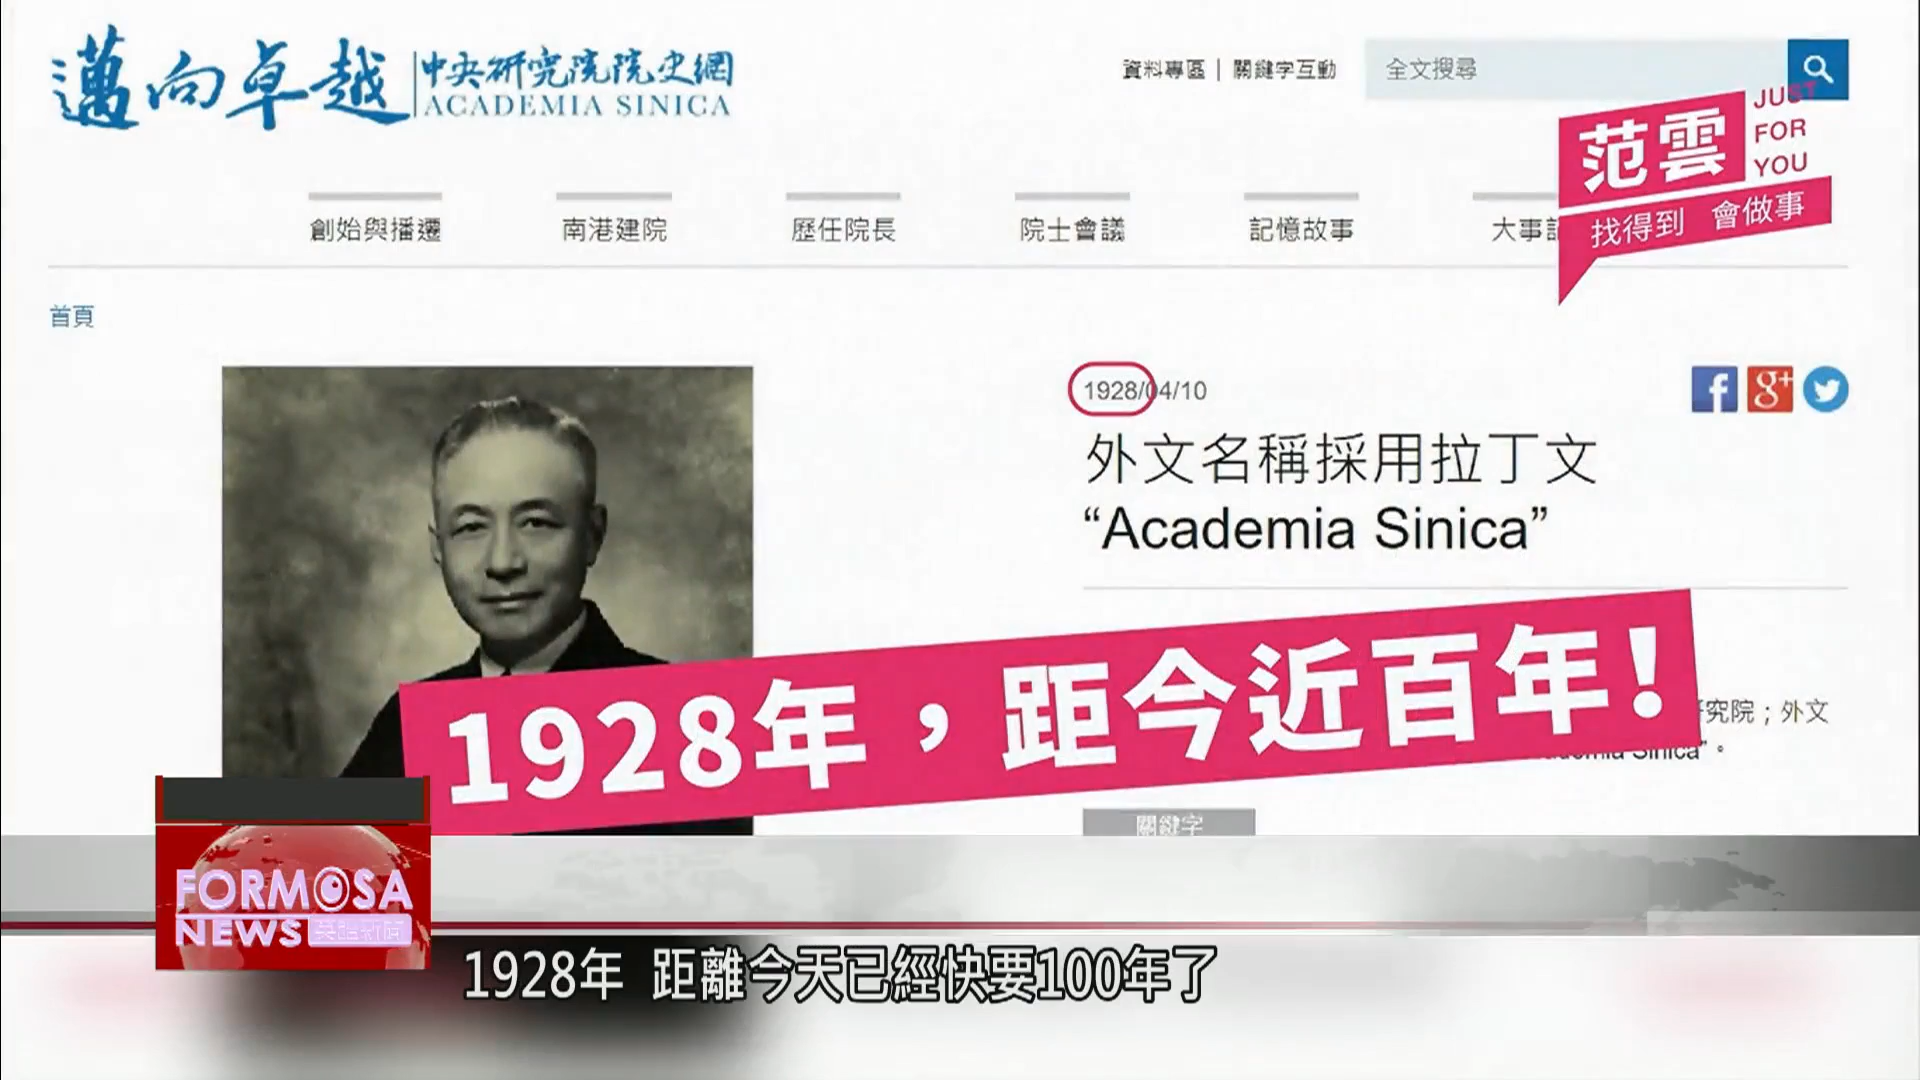 邁向卓越
中央研究院院史網
ACADEMIA SINICA
資料專區 | 關鍵字互動
全文搜尋
范雲
JUST
FOR
YOU
找得到 會做事
創始與播遷
南港建院
歷任院長
院士會議
記憶故事
大事記
首頁
1928/04/10
外文名稱採用拉丁文
“Academia Sinica”
1928年，距今近百年！
究院；外文
Sinica”。
關鍵字
FORMOSA
NEWS 英語新聞
1928年 距離今天已經快要100年了